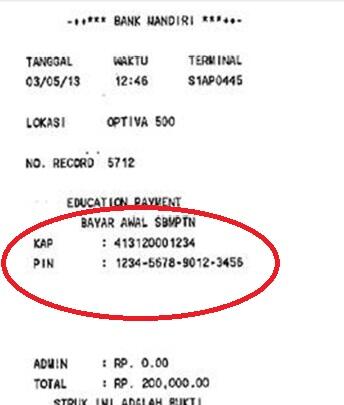 -***** BANK MANDIRI *****-
TANGGAL WAKTU TERMINAL
03/05/13 12:46 S1AP0445
LOKASI OPTIVA 500
NO. RECORD 5712
EDUCATION PAYMENT
BAYAR AWAL SBMPTN
KAP : 413120001234
PIN : 1234-5678-9012-3456
ADMIN : RP. 0.00
TOTAL : RP. 200,000.00
STRUK INI ADALAH BUKTI